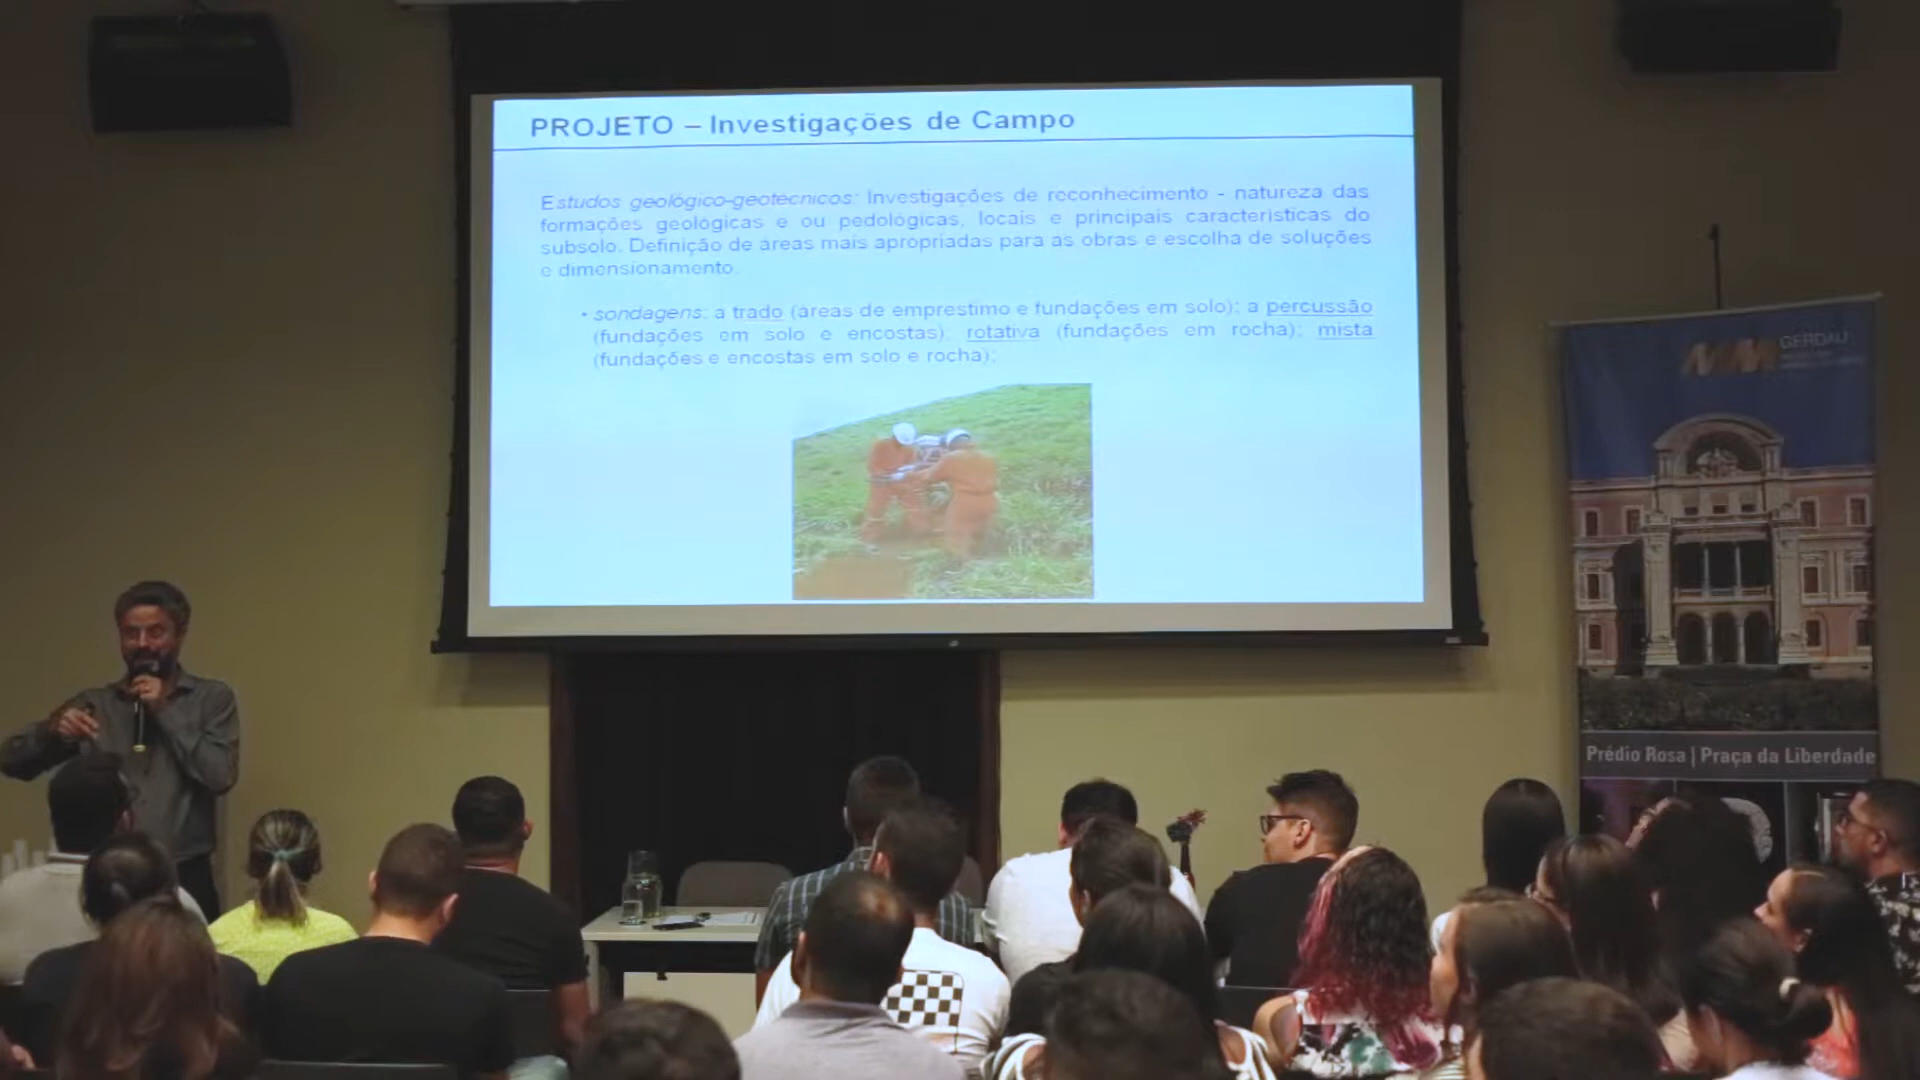 PROJETO – Investigações de Campo
Estudos geológico-geotécnicos: Investigações de reconhecimento - natureza das
formações geológicas e ou pedológicas, locais e principais características do
subsolo. Definição de áreas mais apropriadas para as obras e escolha de soluções
e dimensionamento.
• sondagens: a trado (áreas de empréstimo e fundações em solo); a percussão
(fundações em solo e encostas); rotativa (fundações em rocha); mista
(fundações e encostas em solo e rocha);
MM GERDAU
Prédio Rosa | Praça da Liberdade